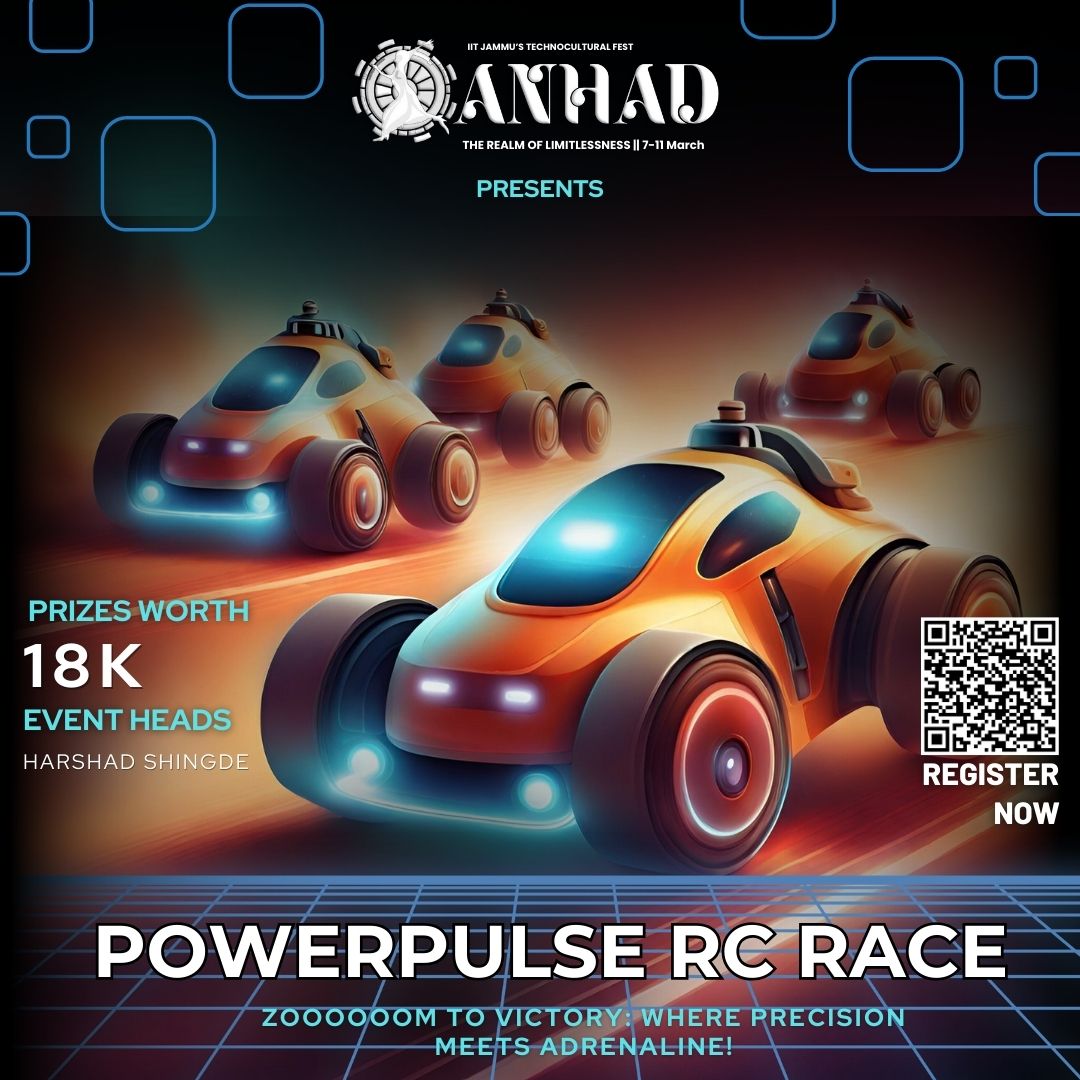 IIT JAMMU'S TECHNOCULTURAL FEST
ANHAD
THE REALM OF LIMITLESSNESS || 7-11 March
PRESENTS
PRIZES WORTH
18K
EVENT HEADS
HARSHAD SHINGDE
REGISTER
NOW
POWERPULSE RC RACE
ZOOOOOOM TO VICTORY: WHERE PRECISION
MEETS ADRENALINE!